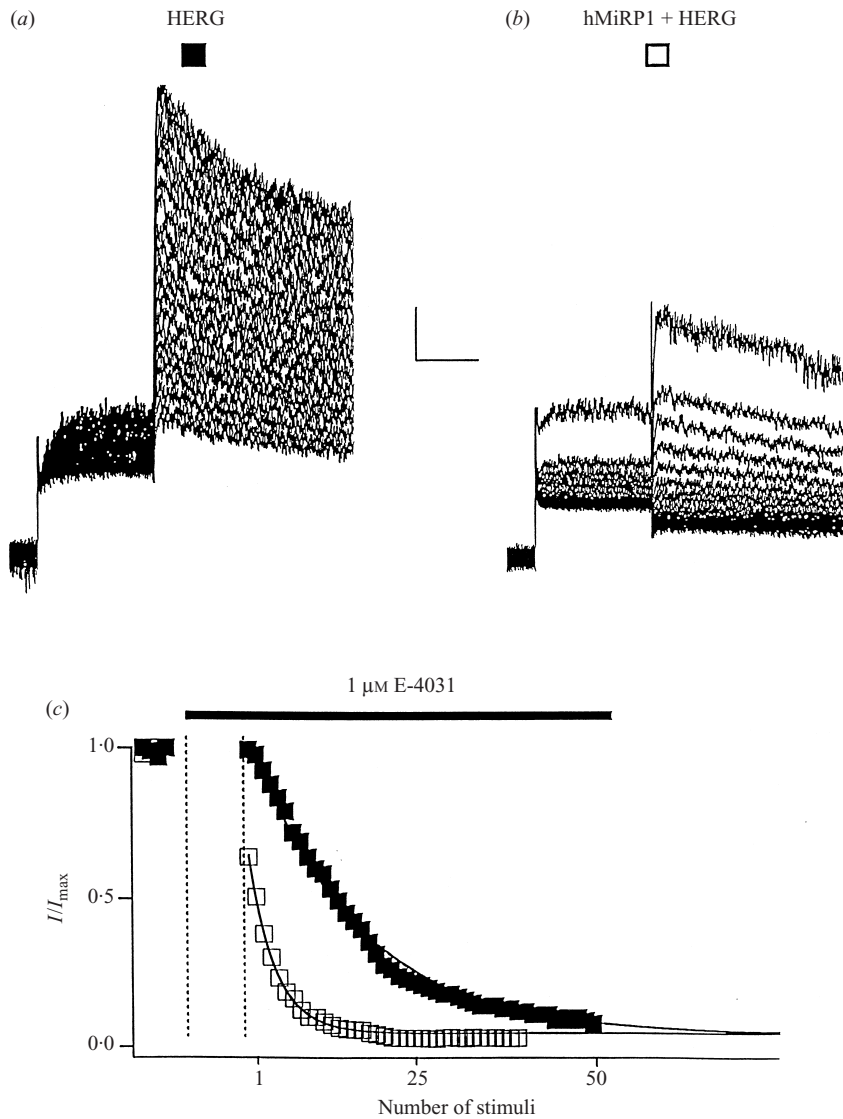 (a) HERG
(b) hMiRP1 + HERG
1 μM E-4031
(c)
1·0
0·5
0·0
I/Imax
1 25 50
Number of stimuli